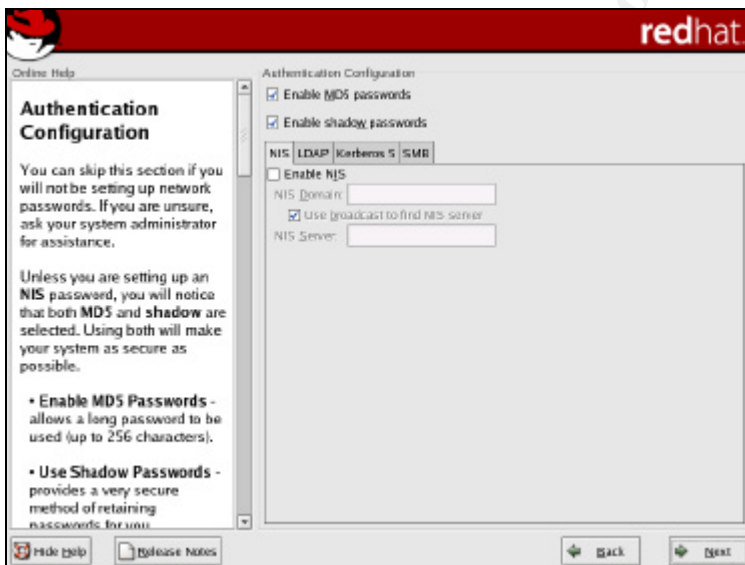 redhat.
Online Help
Authentication
Configuration
You can skip this section if you
will not be setting up network
passwords. If you are unsure,
ask your system administrator
for assistance.
Unless you are setting up an
NIS password, you will notice
that both MD5 and shadow are
selected. Using both will make
your system as secure as
possible.
• Enable MD5 Passwords -
allows a long password to be
used (up to 256 characters).
• Use Shadow Passwords -
provides a very secure
method of retaining
passwords for you
Authentication Configuration
Enable MD5 passwords
Enable shadow passwords
NIS LDAP Kerberos 5 SMB
Enable NIS
NIS Domain:
Use broadcast to find NIS server
NIS Server:
Hide Help
Release Notes
Back
Next